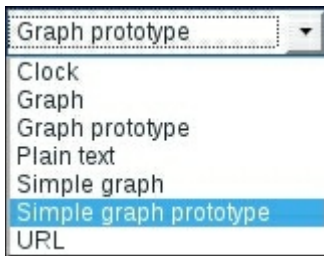 Graph prototype
Clock
Graph
Graph prototype
Plain text
Simple graph
Simple graph prototype
URL